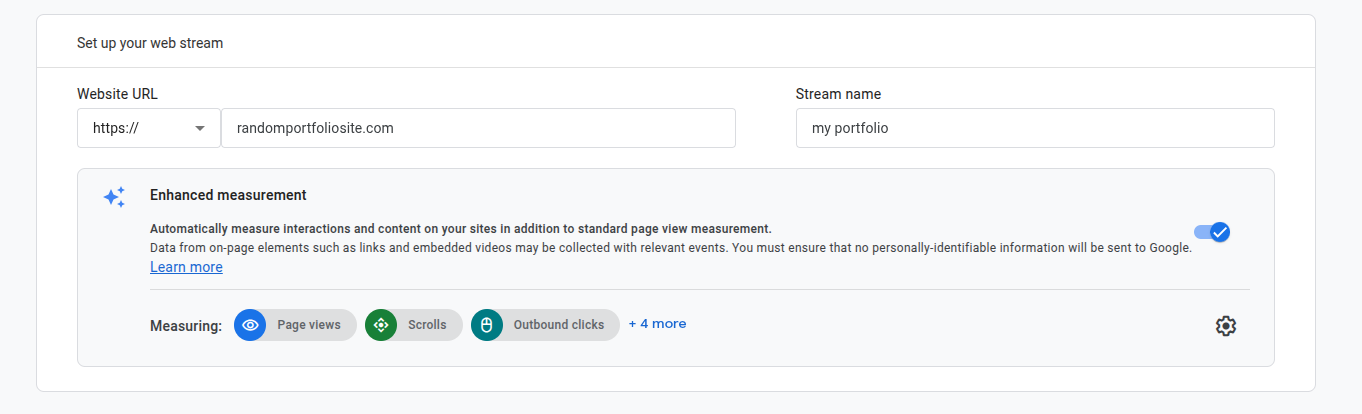 Set up your web stream
Website URL
Stream name
https://
randomportfoliosite.com
my portfolio
Enhanced measurement
Automatically measure interactions and content on your sites in addition to standard page view measurement.
Data from on-page elements such as links and embedded videos may be collected with relevant events. You must ensure that no personally-identifiable information will be sent to Google.
Learn more
Measuring: Page views Scrolls Outbound clicks + 4 more